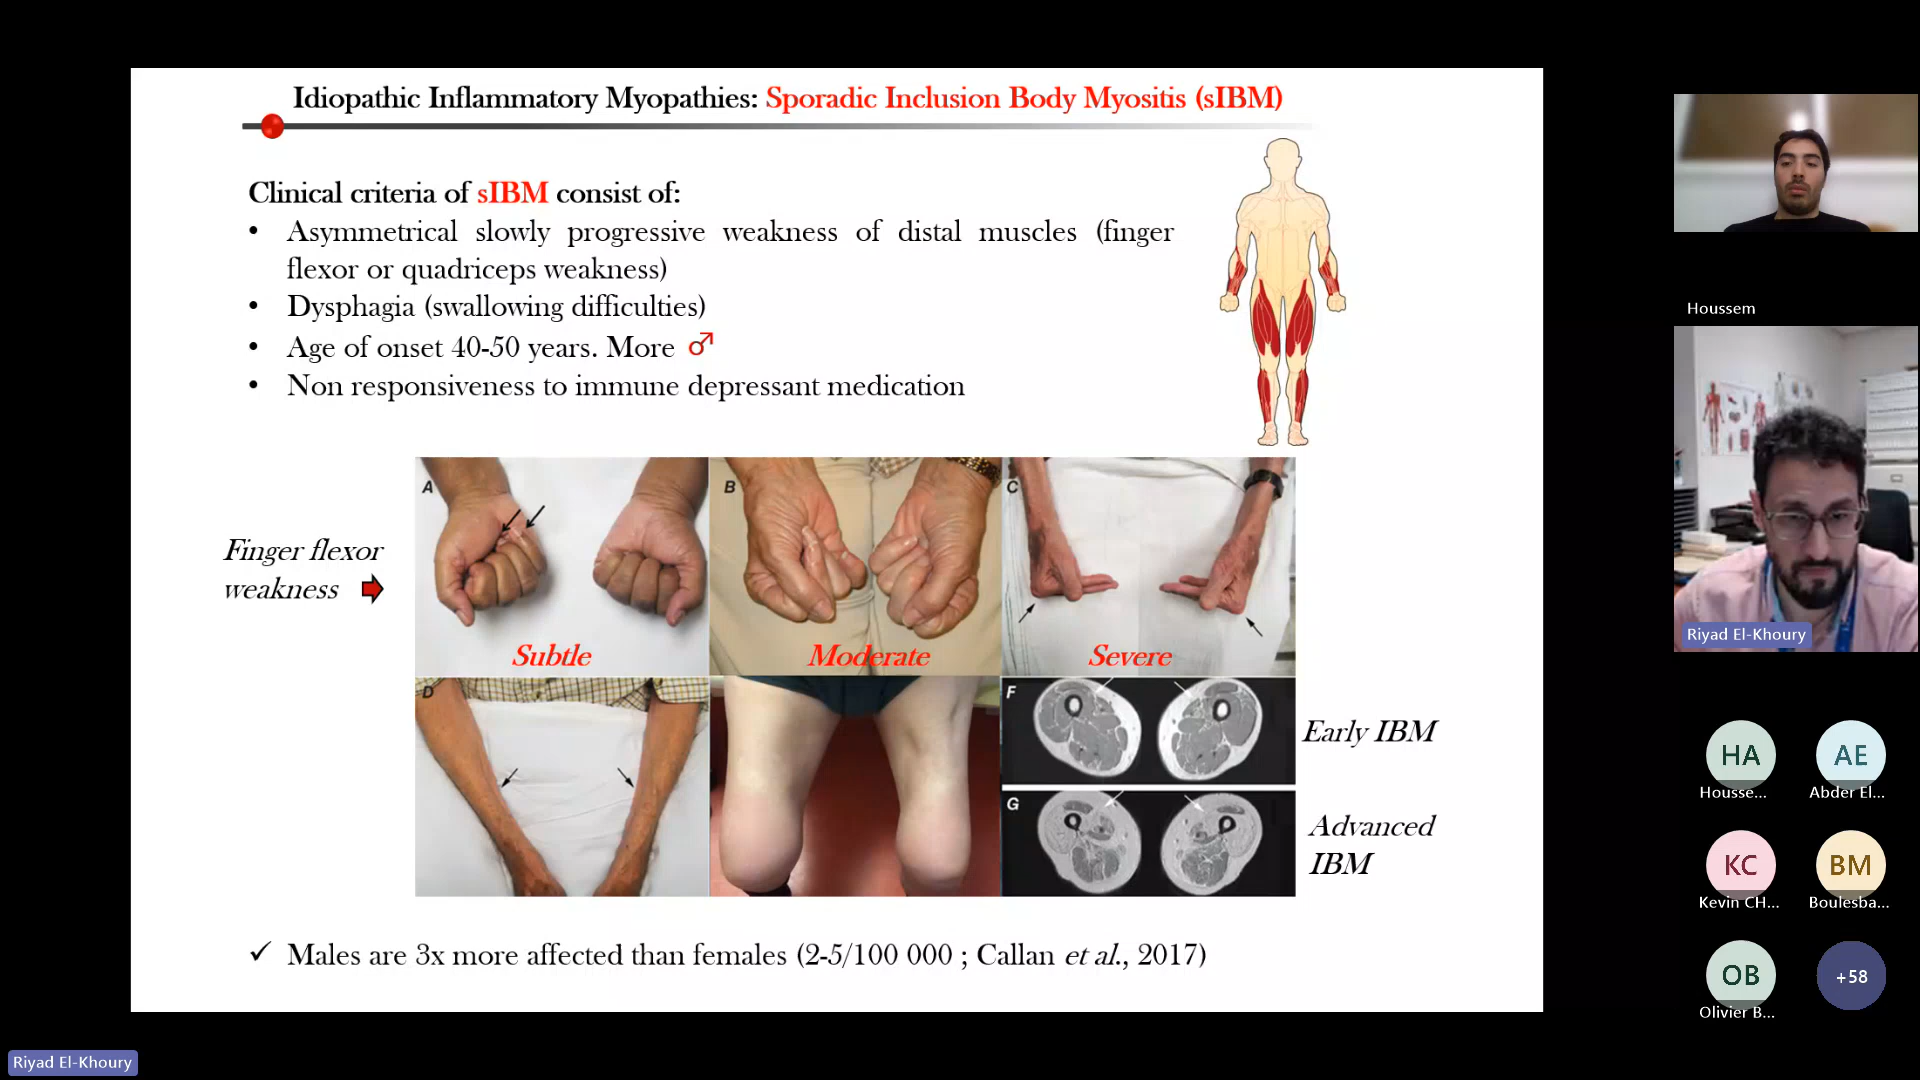 Idiopathic Inflammatory Myopathies: Sporadic Inclusion Body Myositis (sIBM)
Clinical criteria of sIBM consist of:
• Asymmetrical slowly progressive weakness of distal muscles (finger
flexor or quadriceps weakness)
• Dysphagia (swallowing difficulties)
• Age of onset 40-50 years. More ♂
• Non responsiveness to immune depressant medication
Finger flexor
weakness
A
B
C
Subtle
Moderate
Severe
D
F
G
Early IBM
Advanced
IBM
✓ Males are 3x more affected than females (2-5/100 000 ; Callan et al., 2017)
Houssem
Riyad El-Khoury
HA
Housse...
AE
Abder El...
KC
Kevin CH...
BM
Boulesba...
OB
Olivier B...
+58
Riyad El-Khoury